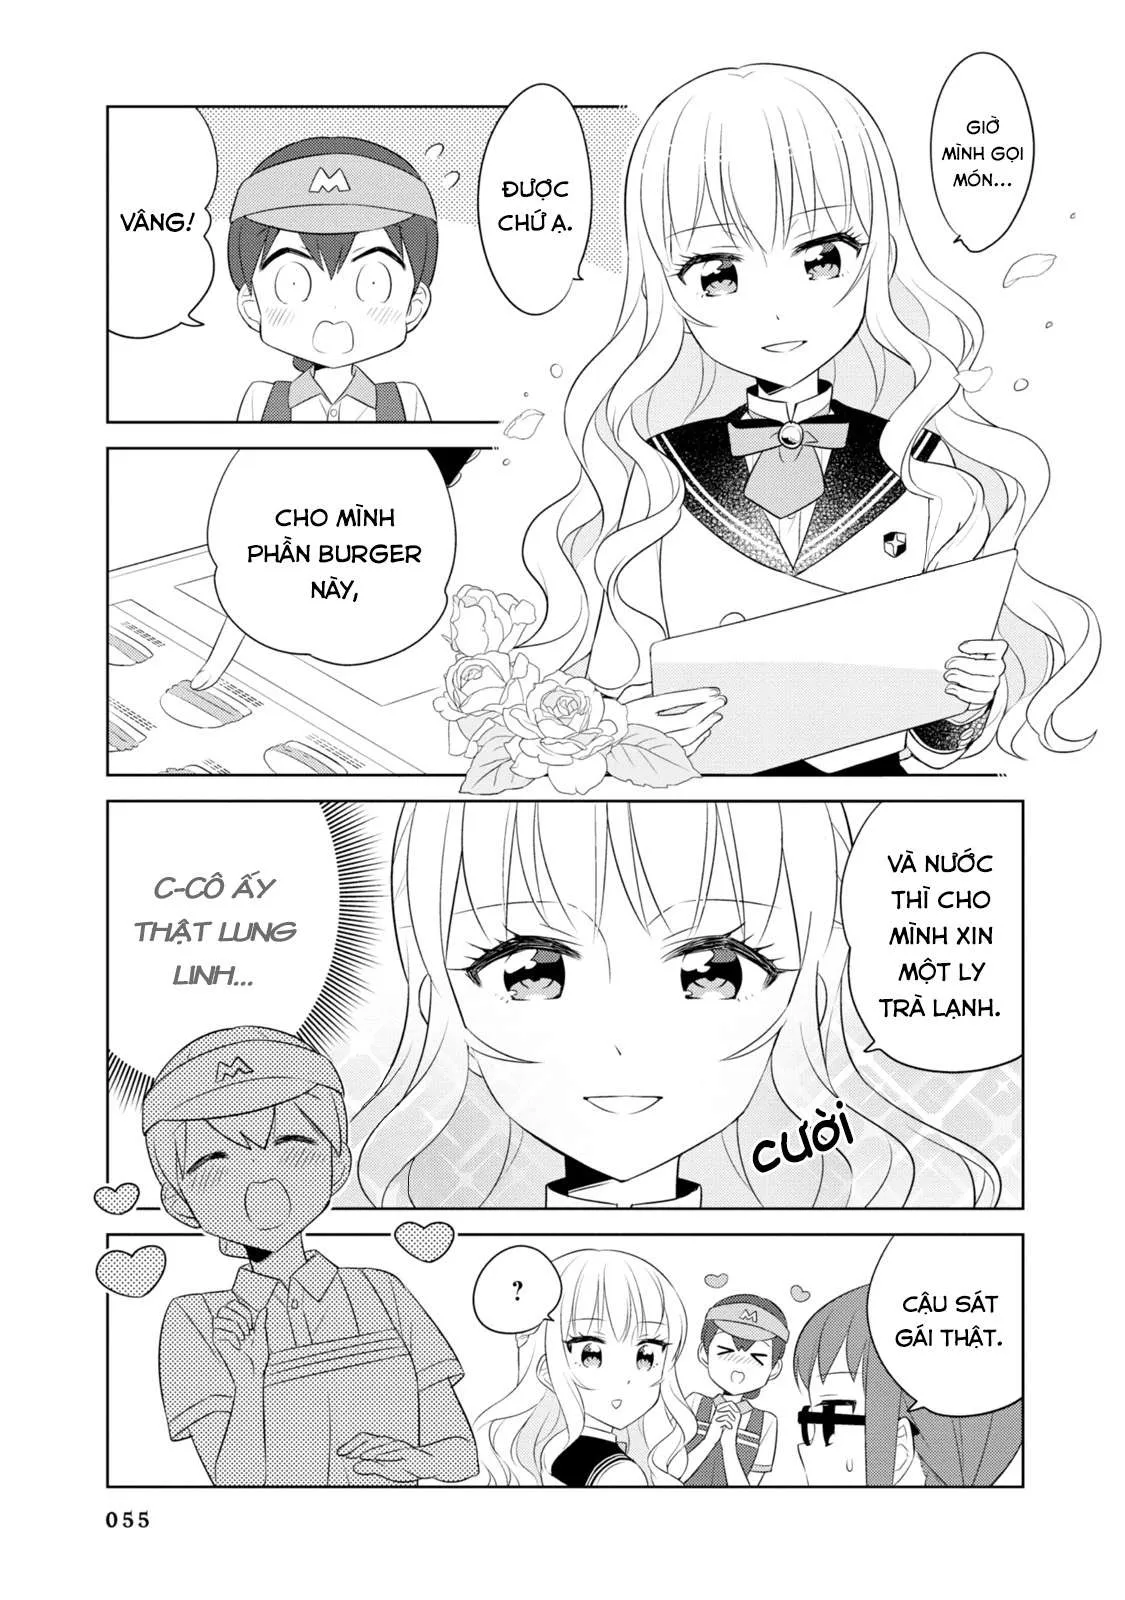 GIỜ
MÌNH GỌI
MÓN...
ĐƯỢC
CHỨ Ạ.
M
VÂNG!
CHO MÌNH
PHẦN BURGER
NÀY,
VÀ NƯỚC
THÌ CHO
MÌNH XIN
MỘT LY
TRÀ LẠNH.
CƯỜI
C-CÔ ẤY
THẬT LUNG
LINH...
M
CẬU SÁT
GÁI THẬT.
M
?
055